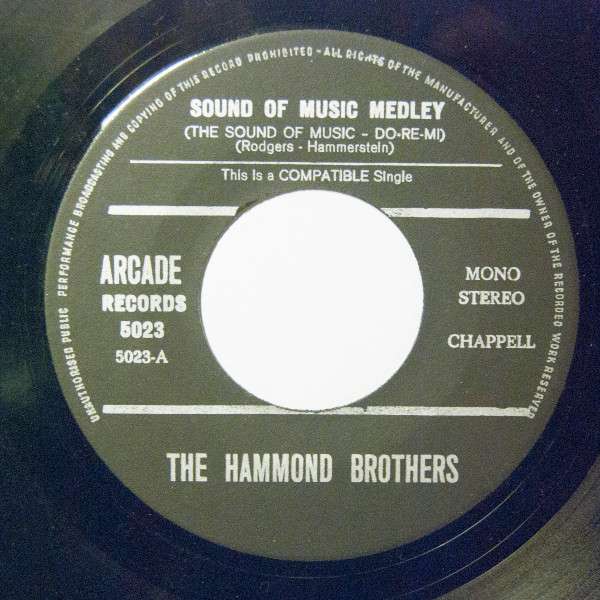 UNAUTHORISED PUBLIC PERFORMANCE BROADCASTING AND COPYING OF THIS RECORD PROHIBITED - ALL RIGHTS OF THE MANUFACTURER AND OF THE OWNER OF THE RECORDED WORK RESERVED
SOUND OF MUSIC MEDLEY
(THE SOUND OF MUSIC - DO-RE-MI)
(Rodgers - Hammerstein)
This is a COMPATIBLE Single
ARCADE
RECORDS
5023
5023-A
MONO
STEREO
CHAPPELL
THE HAMMOND BROTHERS